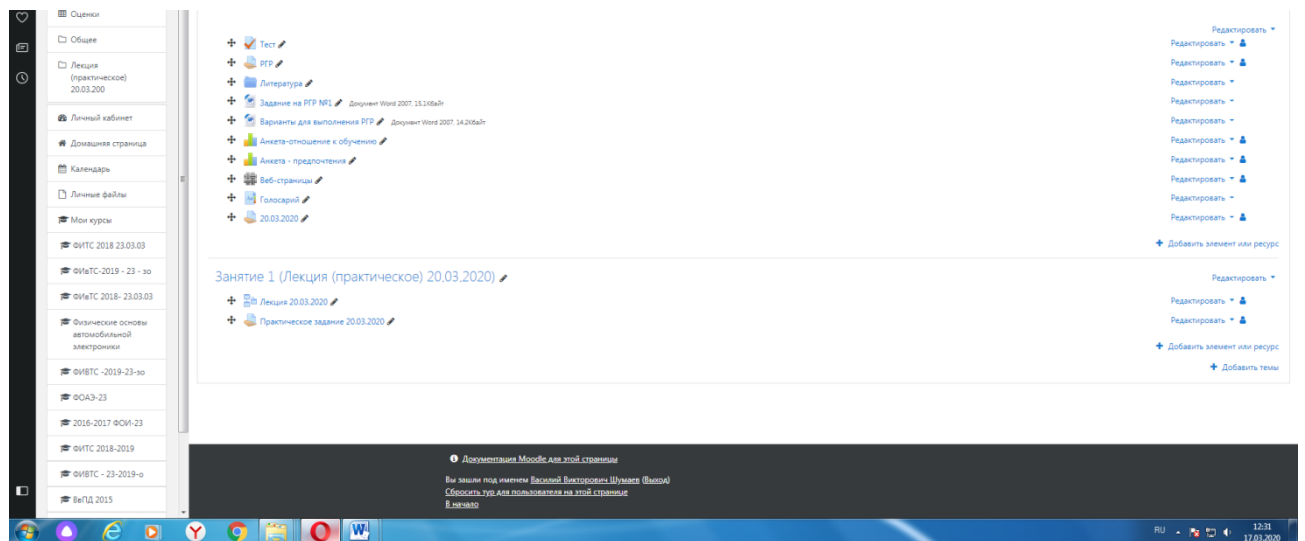 Оценки
Общее
Лекция
(практическое)
20.03.200
Личный кабинет
Домашняя страница
Календарь
Личные файлы
Мои курсы
ФИТС 2018 23.03.03
ФИвТС-2019 - 23 - зо
ФИвТС 2018- 23.03.03
Физические основы
автомобильной
электроники
ФИВТС -2019-23-зо
ФОАЭ-23
2016-2017 ФОИ-23
ФИТС 2018-2019
ФИВТС - 23-2019-о
ВвПД 2015
Редактировать
Тест Редактировать
РГР Редактировать
Литература Редактировать
Задание на РГР №1 Документ Word 2007, 15.1Кбайт Редактировать
Варианты для выполнения РГР Документ Word 2007, 14.2Кбайт Редактировать
Анкета-отношение к обучению Редактировать
Анкета - предпочтения Редактировать
Веб-страницы Редактировать
Голосарий Редактировать
20.03.2020 Редактировать
Добавить элемент или ресурс
Занятие 1 (Лекция (практическое) 20.03.2020) Редактировать
Лекция 20.03.2020 Редактировать
Практическое задание 20.03.2020 Редактировать
Добавить элемент или ресурс
Добавить темы
Документация Moodle для этой страницы
Вы зашли под именем Василий Викторович Шумаев (Выход)
Сбросить тур для пользователя на этой странице
В начало
RU 12:31
17.03.2020